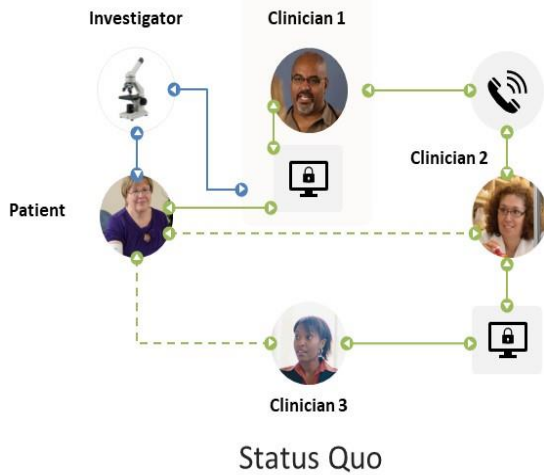 Investigator
Clinician 1
Clinician 2
Patient
Clinician 3
Status Quo